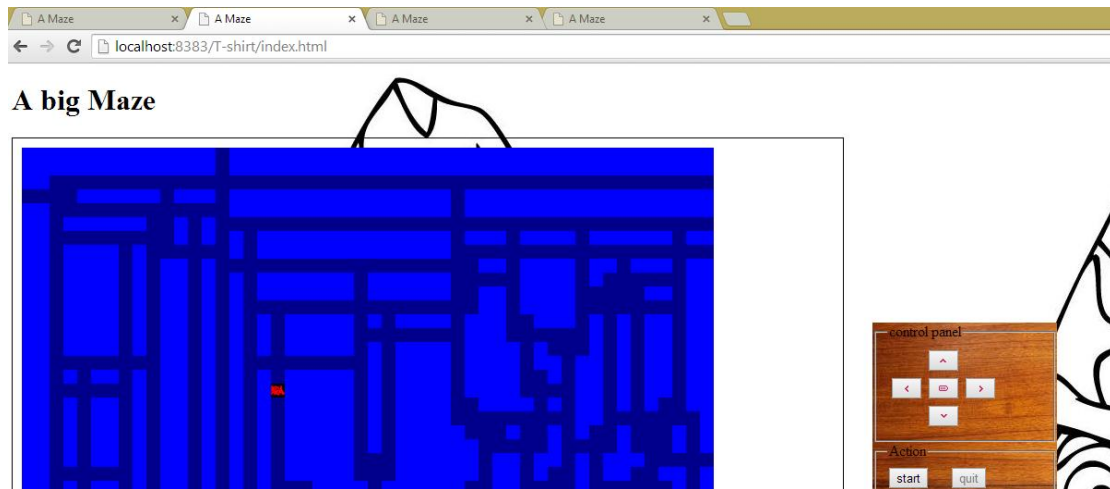 A Maze A Maze A Maze A Maze
localhost:8383/T-shirt/index.html
A big Maze
control panel
Action
start quit